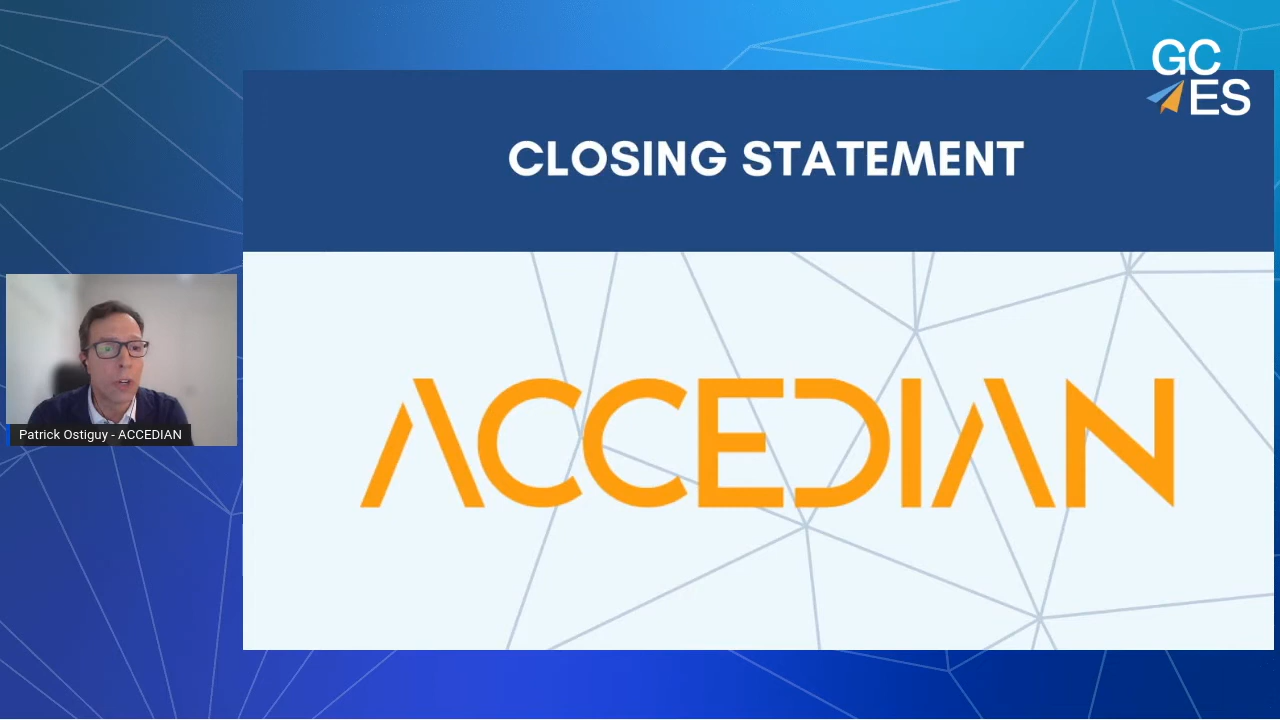 GC
ES
CLOSING STATEMENT
ACCEDIAN
Patrick Ostiguy - ACCEDIAN